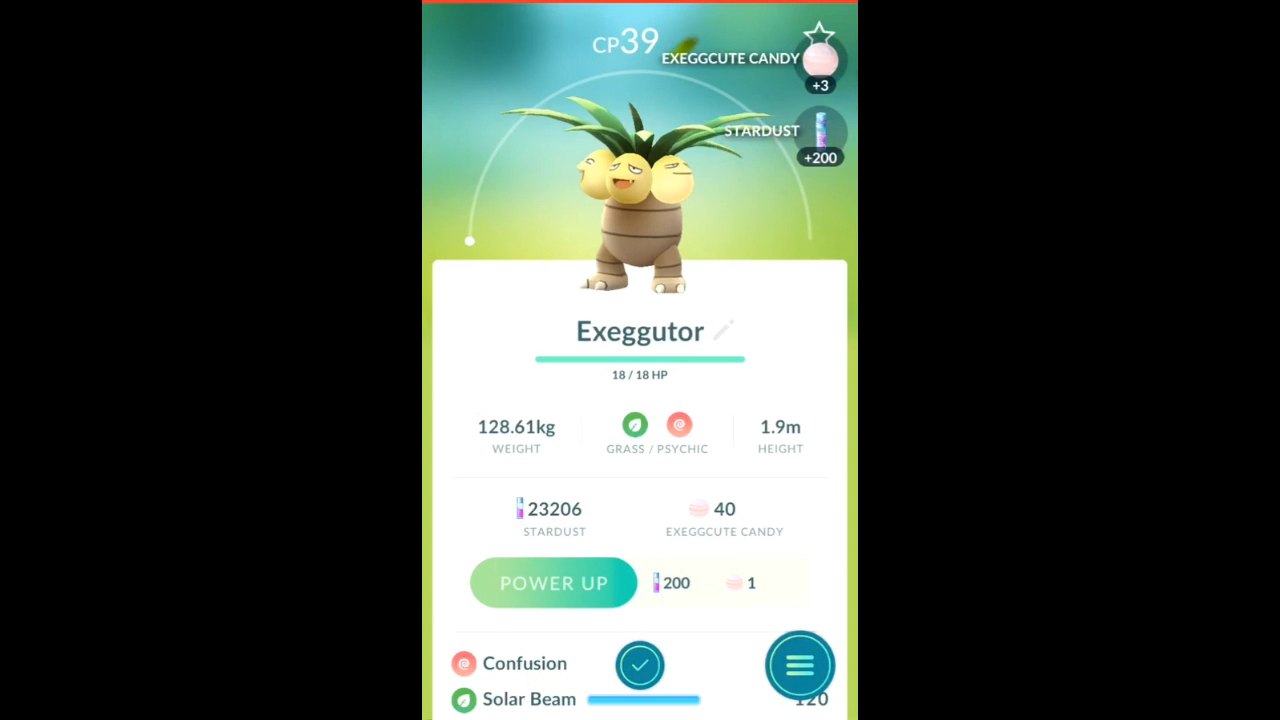 CP39
EXEGGCUTE CANDY
+3
STARDUST
+200
Exeggutor
18 / 18 HP
128.61kg
WEIGHT
GRASS / PSYCHIC
1.9m
HEIGHT
23206
STARDUST
40
EXEGGCUTE CANDY
POWER UP
200
1
Confusion
Solar Beam
120